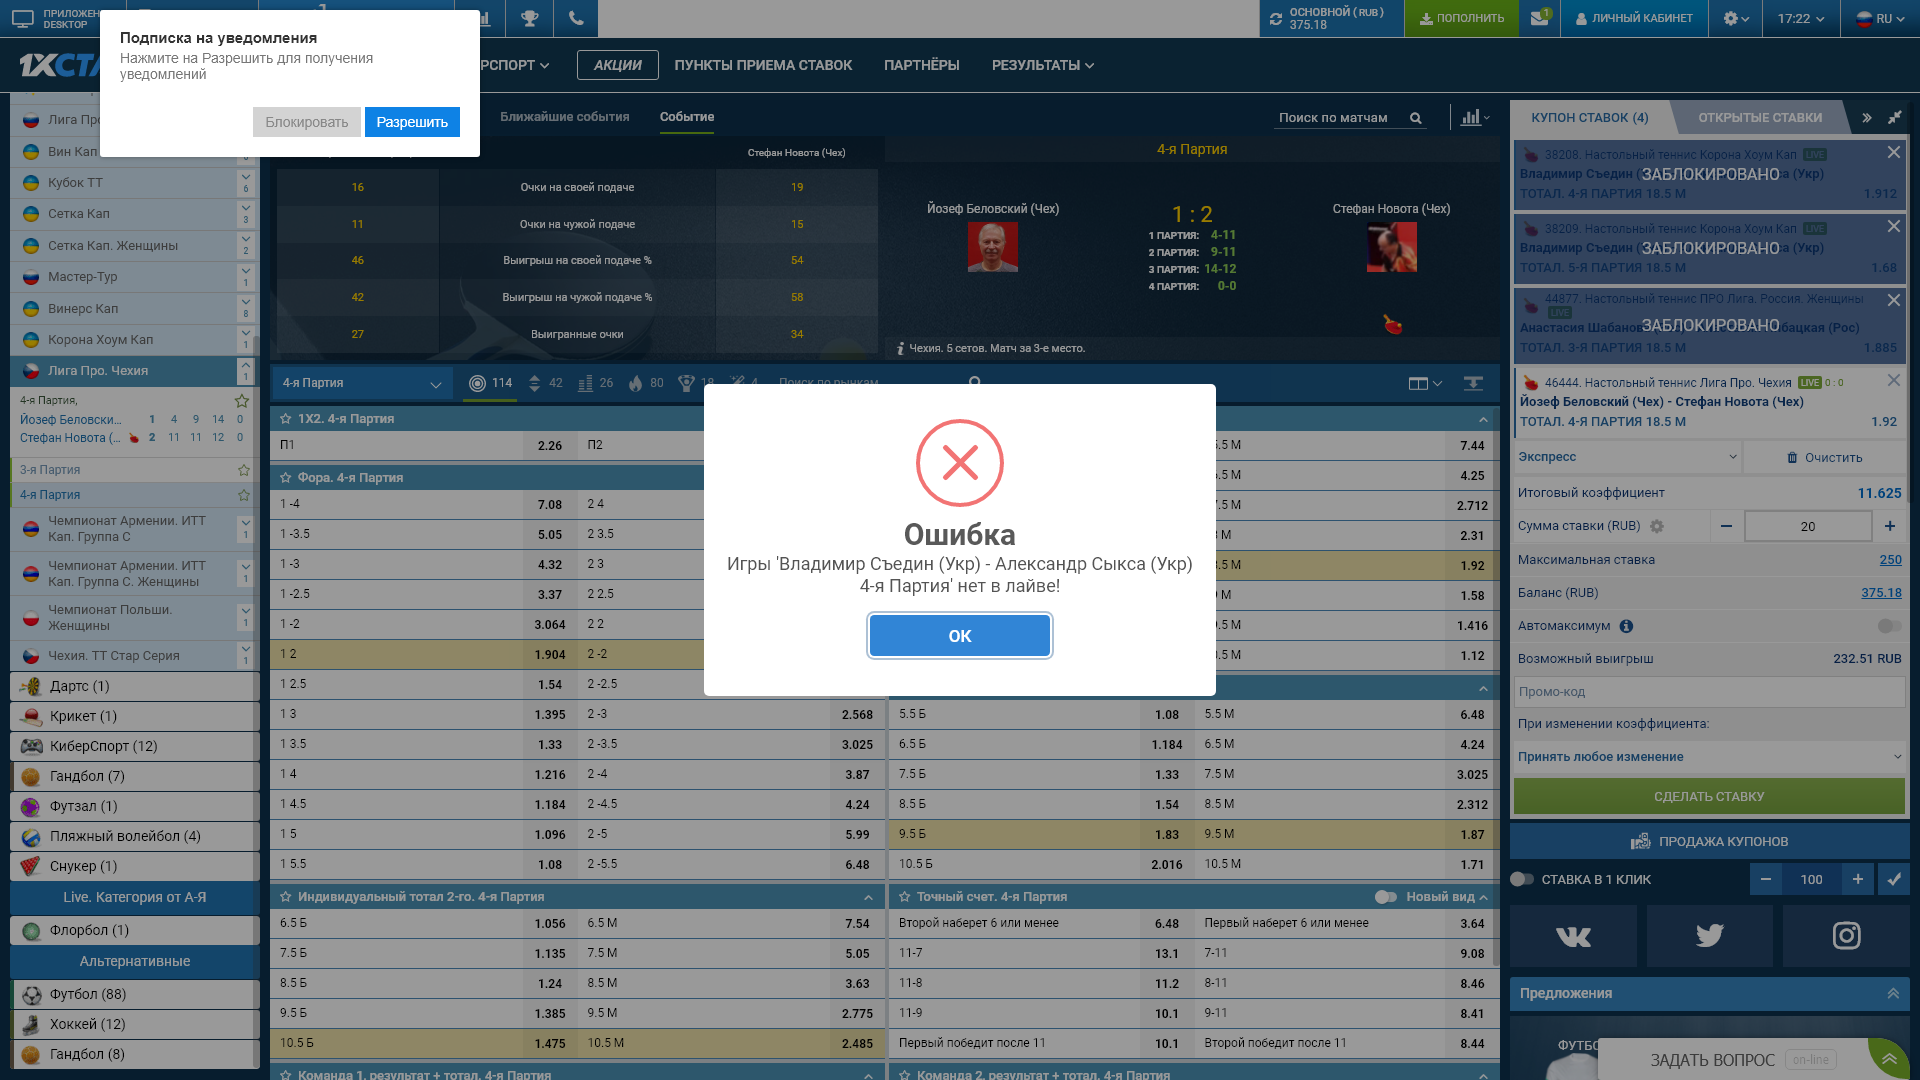 DESKTOP
ОСНОВНОЙ ( RUB )
375.18
ПОПОЛНИТЬ
1
ЛИЧНЫЙ КАБИНЕТ
17:22
RU
Подписка на уведомления
Нажмите на Разрешить для получения
уведомлений
Блокировать
Разрешить
АКЦИИ
ПУНКТЫ ПРИЕМА СТАВОК
ПАРТНЁРЫ
РЕЗУЛЬТАТЫ
Кубок ТТ
6
Сетка Кап
3
Сетка Кап. Женщины
2
Мастер-Тур
1
Винерс Кап
8
Корона Хоум Кап
1
Лига Про. Чехия
1
4-я Партия,
Йозеф Беловски... 1 4 9 14 0
Стефан Новота (... 2 11 11 12 0
3-я Партия
4-я Партия
Чемпионат Армении. ИТТ
Кап. Группа С
1
Чемпионат Армении. ИТТ
Кап. Группа С. Женщины
1
Чемпионат Польши.
Женщины
1
Чехия. ТТ Стар Серия
1
Дартс (1)
Крикет (1)
КиберСпорт (12)
Гандбол (7)
Футзал (1)
Пляжный волейбол (4)
Снукер (1)
Live. Категория от А-Я
Флорбол (1)
Альтернативные
Футбол (88)
Хоккей (12)
Гандбол (8)
Ближайшие события
Событие
Поиск по матчам
Стефан Новота (Чех)
16 Очки на своей подаче 19
11 Очки на чужой подаче 15
46 Выигрыш на своей подаче % 54
42 Выигрыш на чужой подаче % 58
27 Выигранные очки 34
4-я Партия
Йозеф Беловский (Чех)
1 : 2
Стефан Новота (Чех)
1 ПАРТИЯ: 4-11
2 ПАРТИЯ: 9-11
3 ПАРТИЯ: 14-12
4 ПАРТИЯ: 0-0
Чехия. 5 сетов. Матч за 3-е место.
4-я Партия
114
42
26
80
1X2. 4-я Партия
П1 2.26 П2
Фора. 4-я Партия
1 -4 7.08 2 4
1 -3.5 5.05 2 3.5
1 -3 4.32 2 3
1 -2.5 3.37 2 2.5
1 -2 3.064 2 2
1 2 1.904 2 -2
1 2.5 1.54 2 -2.5
1 3 1.395 2 -3 2.568
1 3.5 1.33 2 -3.5 3.025
1 4 1.216 2 -4 3.87
1 4.5 1.184 2 -4.5 4.24
1 5 1.096 2 -5 5.99
1 5.5 1.08 2 -5.5 6.48
Индивидуальный тотал 2-го. 4-я Партия
6.5 Б 1.056 6.5 М 7.54
7.5 Б 1.135 7.5 М 5.05
8.5 Б 1.24 8.5 М 3.63
9.5 Б 1.385 9.5 М 2.775
10.5 Б 1.475 10.5 М 2.485
Команда 1, результат + тотал. 4-я Партия
7.44
4.25
2.712
2.31
1.92
1.58
1.416
1.12
5.5 Б 1.08 5.5 М 6.48
6.5 Б 1.184 6.5 М 4.24
7.5 Б 1.33 7.5 М 3.025
8.5 Б 1.54 8.5 М 2.312
9.5 Б 1.83 9.5 М 1.87
10.5 Б 2.016 10.5 М 1.71
Точный счет. 4-я Партия
Новый вид
Второй наберет 6 или менее 6.48 Первый наберет 6 или менее 3.64
11-7 13.1 7-11 9.08
11-8 11.2 8-11 8.46
11-9 10.1 9-11 8.41
Первый победит после 11 10.1 Второй победит после 11 8.44
Команда 2, результат + тотал. 4-я Партия
Ошибка
Игры 'Владимир Съедин (Укр) - Александр Сыкса (Укр)
4-я Партия' нет в лайве!
ОК
КУПОН СТАВОК (4)
ОТКРЫТЫЕ СТАВКИ
38208. Настольный теннис Корона Хоум Кап LIVE
Владимир Съедин
ЗАБЛОКИРОВАНО
ТОТАЛ. 4-Я ПАРТИЯ 18.5 М 1.912
38209. Настольный теннис Корона Хоум Кап LIVE
Владимир Съедин
ЗАБЛОКИРОВАНО
ТОТАЛ. 5-Я ПАРТИЯ 18.5 М 1.68
44877. Настольный теннис ПРО Лига. Россия. Женщины
LIVE
Анастасия
ЗАБЛОКИРОВАНО
ТОТАЛ. 3-Я ПАРТИЯ 18.5 М 1.885
46444. Настольный теннис Лига Про. Чехия LIVE 0 : 0
Йозеф Беловский (Чех) - Стефан Новота (Чех)
ТОТАЛ. 4-Я ПАРТИЯ 18.5 М 1.92
Экспресс
Очистить
Итоговый коэффициент 11.625
Сумма ставки (RUB) − 20 +
Максимальная ставка 250
Баланс (RUB) 375.18
Автомаксимум
Возможный выигрыш 232.51 RUB
Промо-код
При изменении коэффициента:
Принять любое изменение
СДЕЛАТЬ СТАВКУ
ПРОДАЖА КУПОНОВ
СТАВКА В 1 КЛИК − 100 +
Предложения
ЗАДАТЬ ВОПРОС on-line